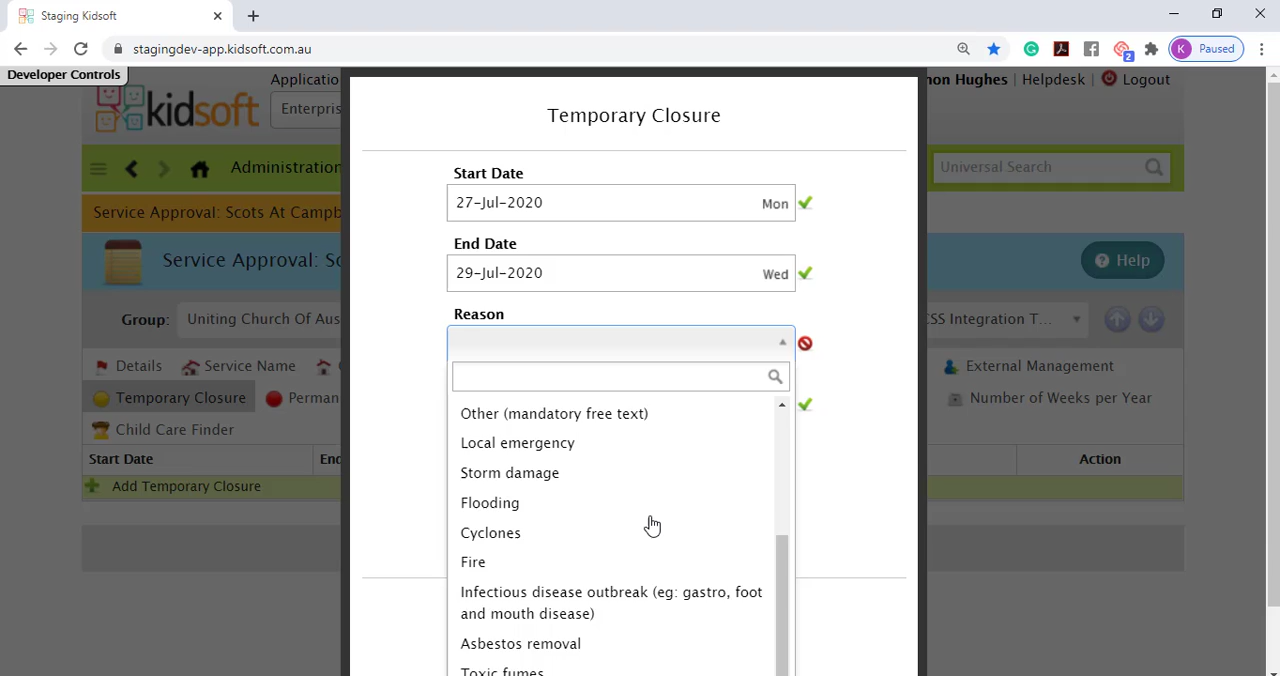 Staging Kidsoft
stagingdev-app.kidsoft.com.au
2
K Paused
Developer Controls
kidsoft
Applicatio
Enterpris
non Hughes | Helpdesk | Logout
Administration
Universal Search
Service Approval: Scots At Campb
Service Approval: Sc
? Help
Group: Uniting Church Of Aus
CSS Integration T...
Details
Service Name
External Management
Temporary Closure
Perman
Number of Weeks per Year
Child Care Finder
Start Date
End
Action
Add Temporary Closure
Temporary Closure
Start Date
27-Jul-2020 Mon
End Date
29-Jul-2020 Wed
Reason
Other (mandatory free text)
Local emergency
Storm damage
Flooding
Cyclones
Fire
Infectious disease outbreak (eg: gastro, foot
and mouth disease)
Asbestos removal
Toxic fumes